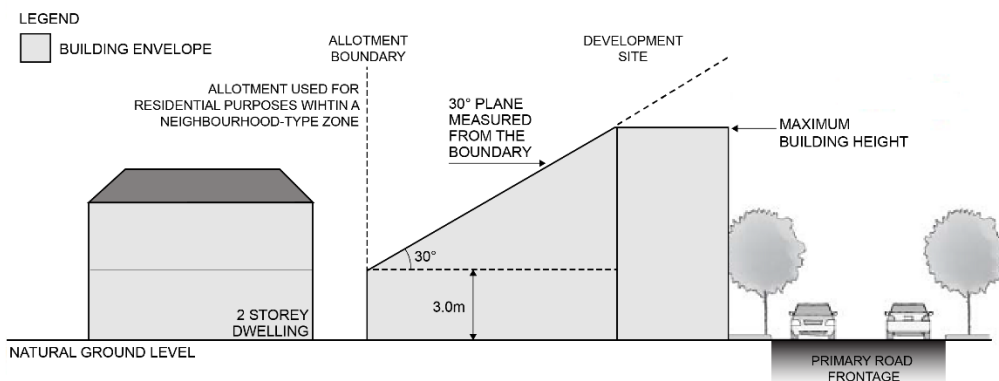 LEGEND
BUILDING ENVELOPE
ALLOTMENT
BOUNDARY
DEVELOPMENT
SITE
ALLOTMENT USED FOR
RESIDENTIAL PURPOSES WIHTIN A
NEIGHBOURHOOD-TYPE ZONE
30° PLANE
MEASURED
FROM THE
BOUNDARY
MAXIMUM
BUILDING HEIGHT
30°
3.0m
2 STOREY
DWELLING
NATURAL GROUND LEVEL
PRIMARY ROAD
FRONTAGE